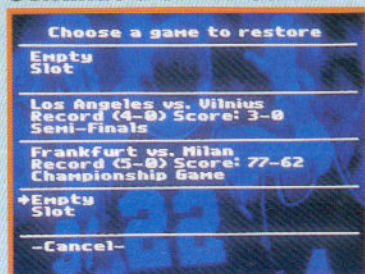 Choose a game to restore
Empty
Slot
Los Angeles vs. Vilnius
Record (4-0) Score: 3-0
Semi-Finals
Frankfurt vs. Milan
Record (5-0) Score: 77-62
Championship Game
→Empty
Slot
-Cancel-
22